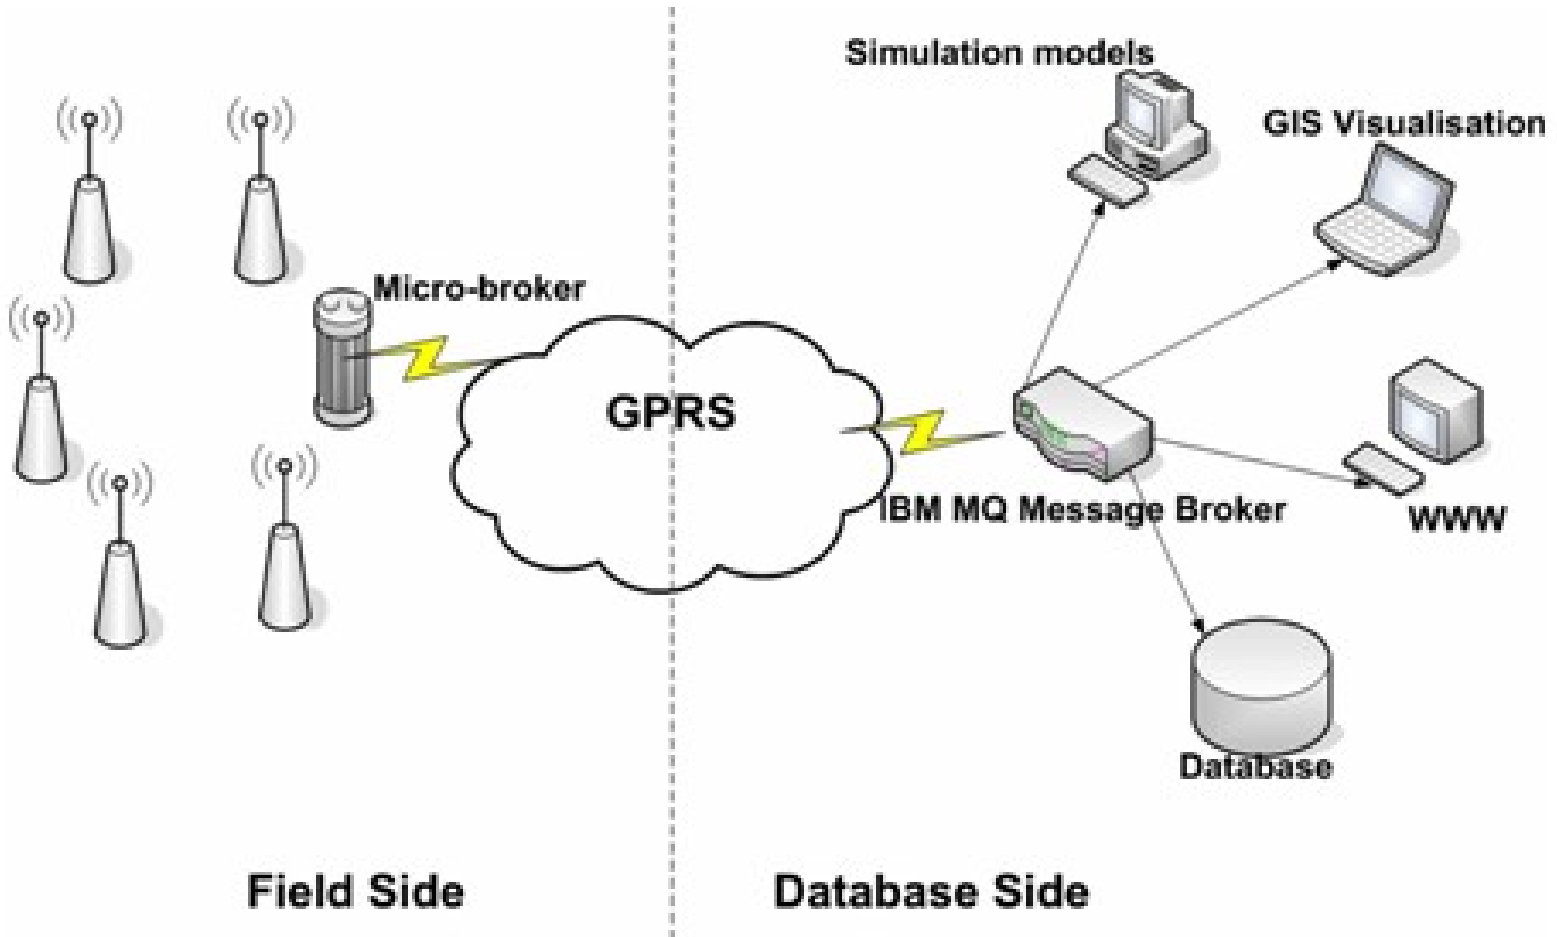 Simulation models
GIS Visualisation
Micro-broker
GPRS
IBM MQ Message Broker
WWW
Database
Field Side
Database Side